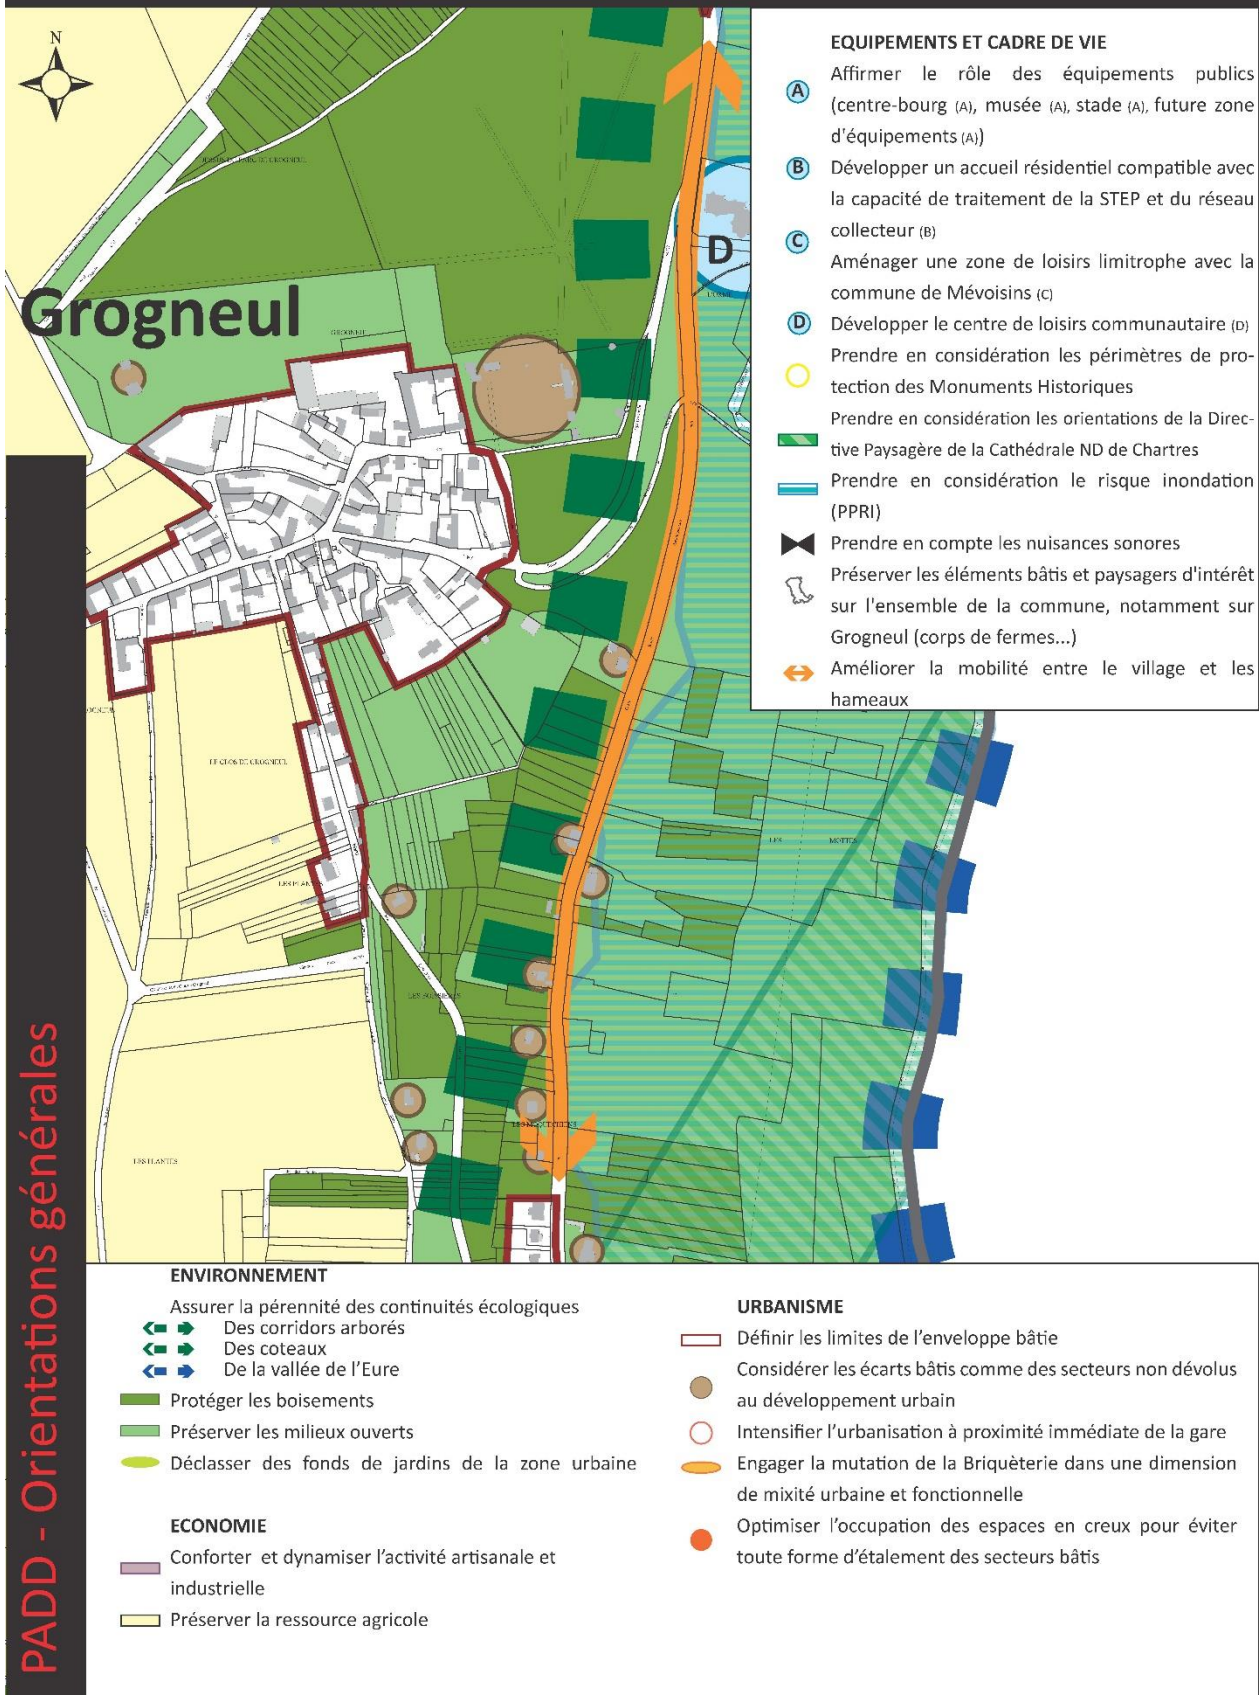 N
EQUIPEMENTS ET CADRE DE VIE
A
Affirmer le rôle des équipements publics
(centre-bourg (A), musée (A), stade (A), future zone
d'équipements (A))
B
Développer un accueil résidentiel compatible avec
la capacité de traitement de la STEP et du réseau
collecteur (B)
C
Aménager une zone de loisirs limitrophe avec la
commune de Mévoisins (C)
D
Développer le centre de loisirs communautaire (D)
Prendre en considération les périmètres de pro-
tection des Monuments Historiques
Prendre en considération les orientations de la Direc-
tive Paysagère de la Cathédrale ND de Chartres
Prendre en considération le risque inondation
(PPRI)
Prendre en compte les nuisances sonores
Préserver les éléments bâtis et paysagers d'intérêt
sur l'ensemble de la commune, notamment sur
Grogneul (corps de fermes...)
Améliorer la mobilité entre le village et les
hameaux
D
Grogneul
GROGNEUL
LE CLOS DE GROGNEUL
LES PLANTES
LES
MOTTES
LES PLANTES
PADD - Orientations générales
ENVIRONNEMENT
Assurer la pérennité des continuités écologiques
Des corridors arborés
Des coteaux
De la vallée de l'Eure
Protéger les boisements
Préserver les milieux ouverts
Déclasser des fonds de jardins de la zone urbaine
ECONOMIE
Conforter et dynamiser l'activité artisanale et
industrielle
Préserver la ressource agricole
URBANISME
Définir les limites de l'enveloppe bâtie
Considérer les écarts bâtis comme des secteurs non dévolus
au développement urbain
Intensifier l'urbanisation à proximité immédiate de la gare
Engager la mutation de la Briquèterie dans une dimension
de mixité urbaine et fonctionnelle
Optimiser l'occupation des espaces en creux pour éviter
toute forme d'étalement des secteurs bâtis